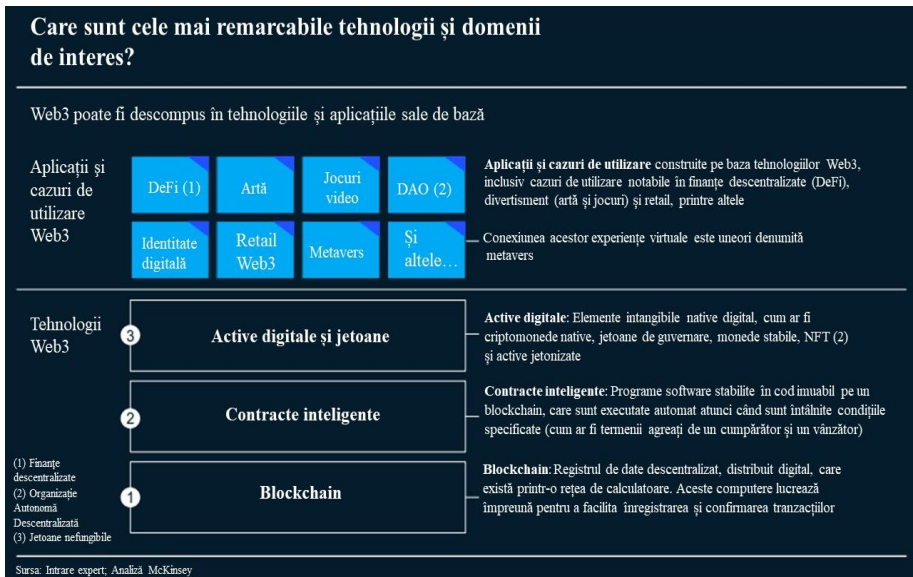 Care sunt cele mai remarcabile tehnologii și domenii
de interes?
Web3 poate fi descompus în tehnologiile și aplicațiile sale de bază
Aplicații și
cazuri de
utilizare
Web3
DeFi (1)
Artă
Jocuri
video
DAO (2)
Identitate
digitală
Retail
Web3
Metavers
Și
altele…
Aplicații și cazuri de utilizare construite pe baza tehnologiilor Web3,
inclusiv cazuri de utilizare notabile în finanțe descentralizate (DeFi),
divertisment (artă și jocuri) și retail, printre altele
Conexiunea acestor experiențe virtuale este uneori denumită
metavers
Tehnologii
Web3
3
Active digitale și jetoane
Active digitale: Elemente intangibile native digital, cum ar fi
criptomonede native, jetoane de guvernare, monede stabile, NFT (2)
și active jetonizate
2
Contracte inteligente
Contracte inteligente: Programe software stabilite în cod imuabil pe un
blockchain, care sunt executate automat atunci când sunt întâlnite condițiile
specificate (cum ar fi termenii agreați de un cumpărător și un vânzător)
1
Blockchain
Blockchain: Registrul de date descentralizat, distribuit digital, care
există printr-o rețea de calculatoare. Aceste computere lucrează
împreună pentru a facilita înregistrarea și confirmarea tranzacțiilor
(1) Finanțe
descentralizate
(2) Organizație
Autonomă
Descentralizată
(3) Jetoane nefungibile
Sursa: Intrare expert; Analiză McKinsey